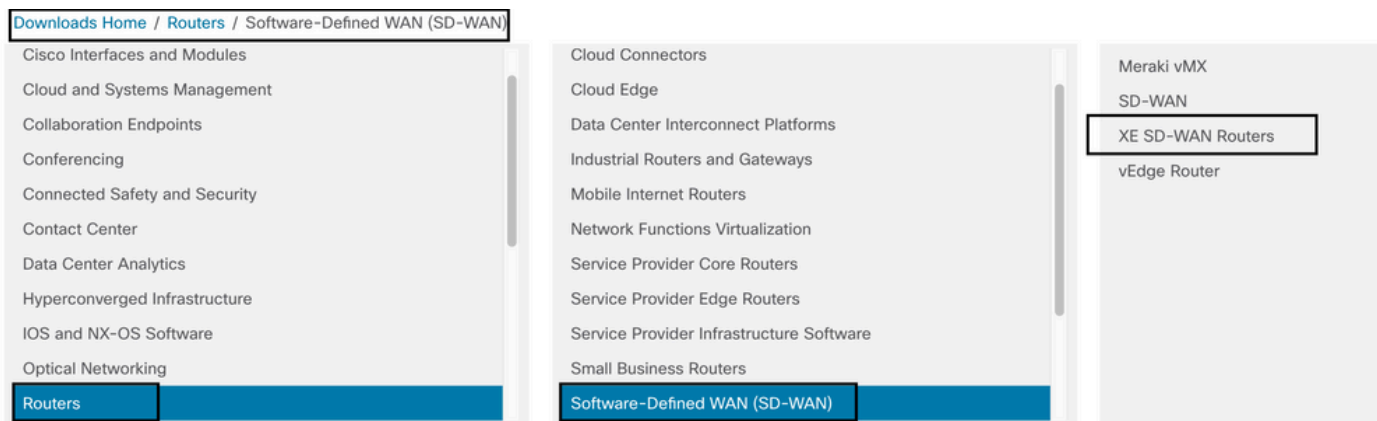 Downloads Home / Routers / Software-Defined WAN (SD-WAN)
Cisco Interfaces and Modules
Cloud and Systems Management
Collaboration Endpoints
Conferencing
Connected Safety and Security
Contact Center
Data Center Analytics
Hyperconverged Infrastructure
IOS and NX-OS Software
Optical Networking
Routers
Cloud Connectors
Cloud Edge
Data Center Interconnect Platforms
Industrial Routers and Gateways
Mobile Internet Routers
Network Functions Virtualization
Service Provider Core Routers
Service Provider Edge Routers
Service Provider Infrastructure Software
Small Business Routers
Software-Defined WAN (SD-WAN)
Meraki vMX
SD-WAN
XE SD-WAN Routers
vEdge Router